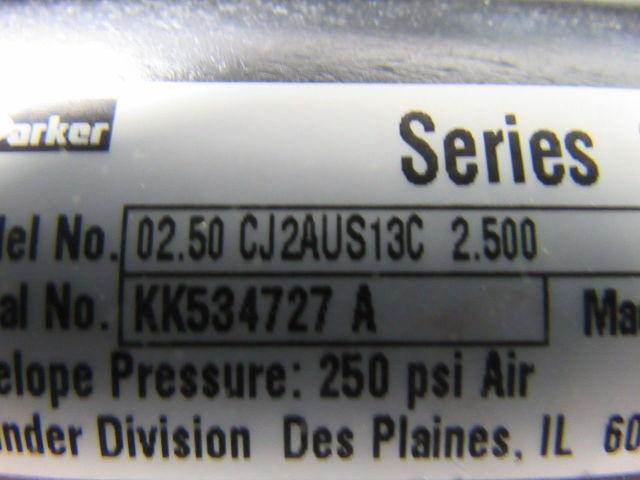 Parker
Series
del No. 02.50 CJ2AUS13C 2.500
al No. KK534727 A Ma
elope Pressure: 250 psi Air
nder Division Des Plaines, IL 60